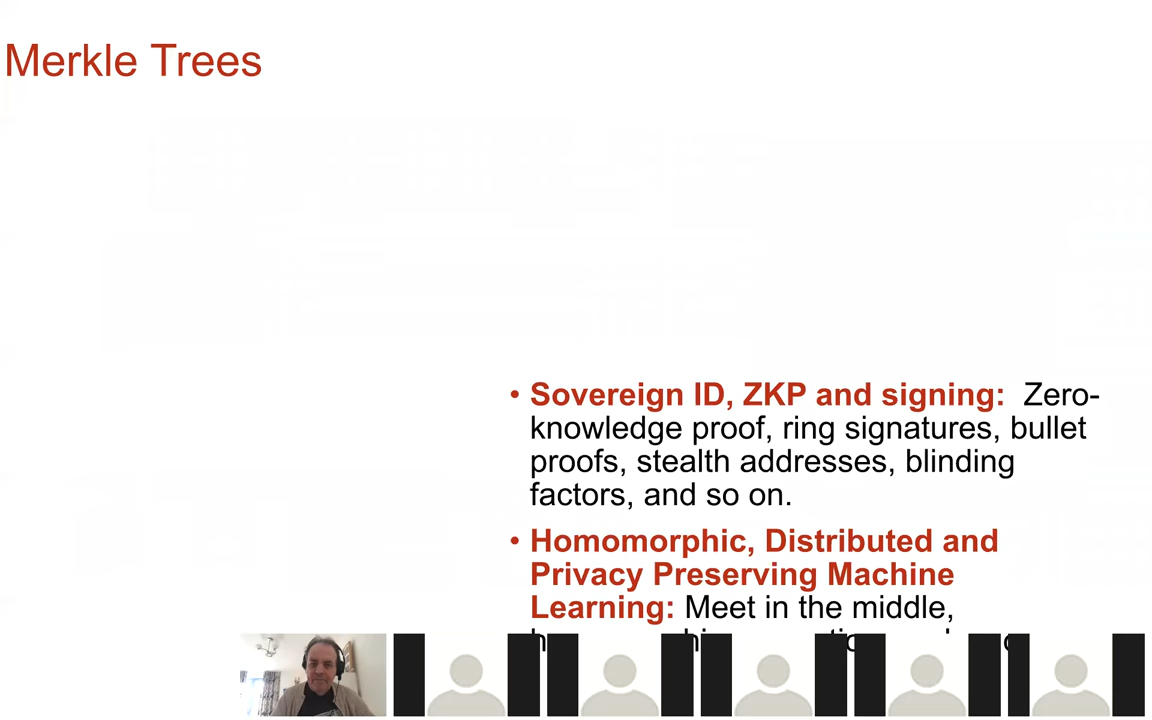 Merkle Trees
• Sovereign ID, ZKP and signing: Zero-
knowledge proof, ring signatures, bullet
proofs, stealth addresses, blinding
factors, and so on.
• Homomorphic, Distributed and
Privacy Preserving Machine
Learning: Meet in the middle,